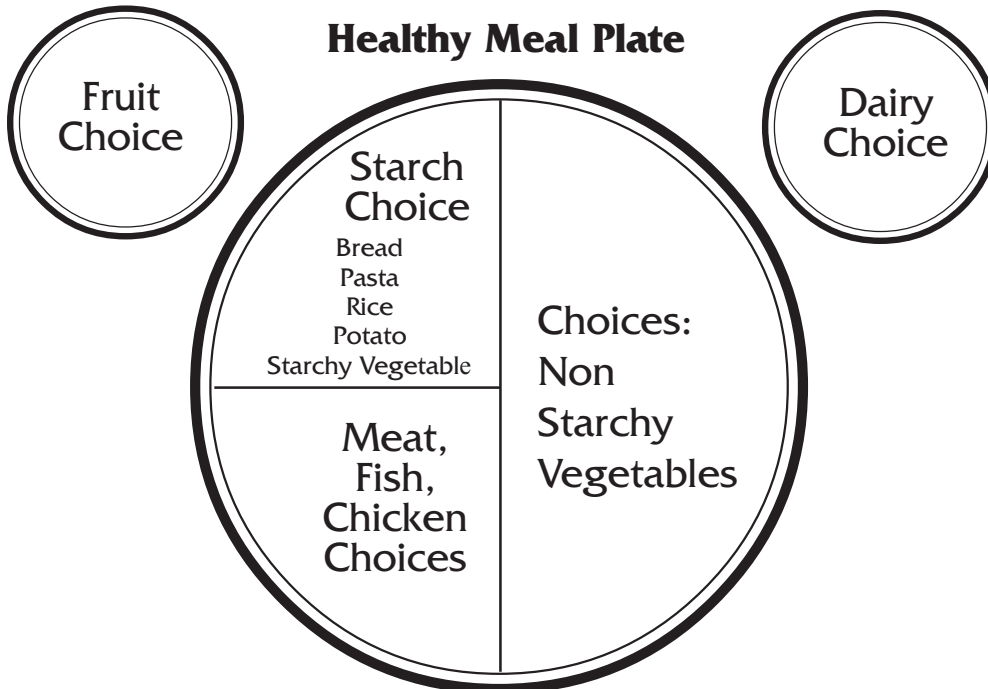 Healthy Meal Plate
Fruit
Choice
Dairy
Choice
Starch
Choice
Bread
Pasta
Rice
Potato
Starchy Vegetable
Meat,
Fish,
Chicken
Choices
Choices:
Non
Starchy
Vegetables